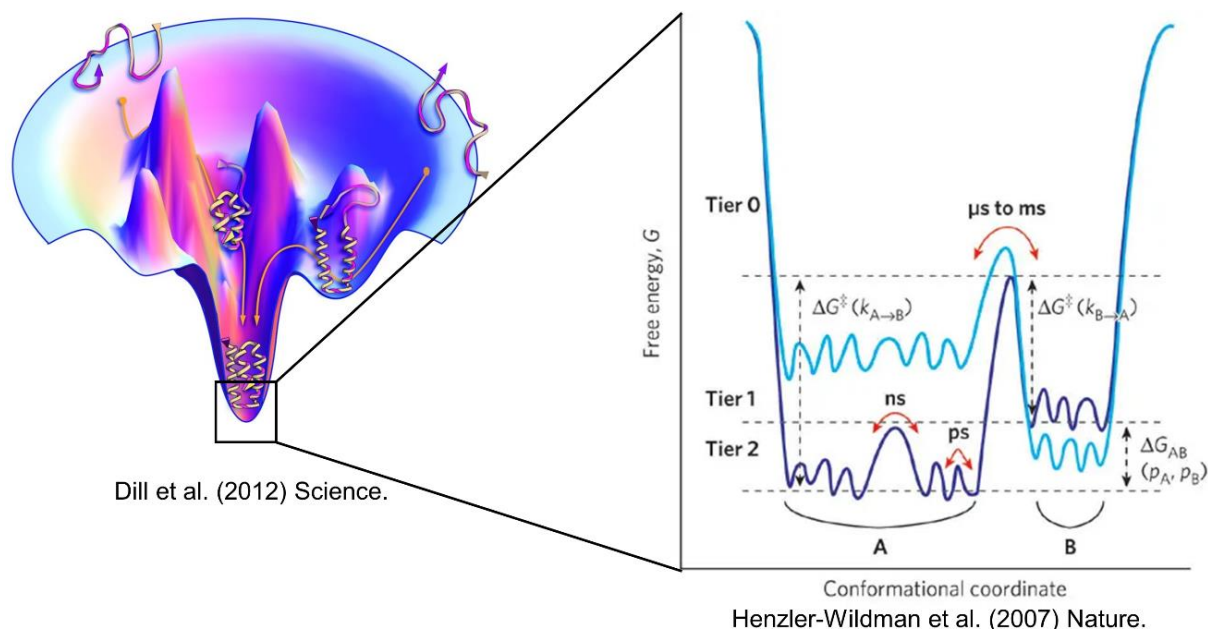 Dill et al. (2012) Science.
Free energy, G
Tier 0
Tier 1
Tier 2
µs to ms
ΔG‡ (kA→B)
ΔG‡ (kB→A)
ns
ps
ΔGAB
(pA, pB)
A
B
Conformational coordinate
Henzler-Wildman et al. (2007) Nature.